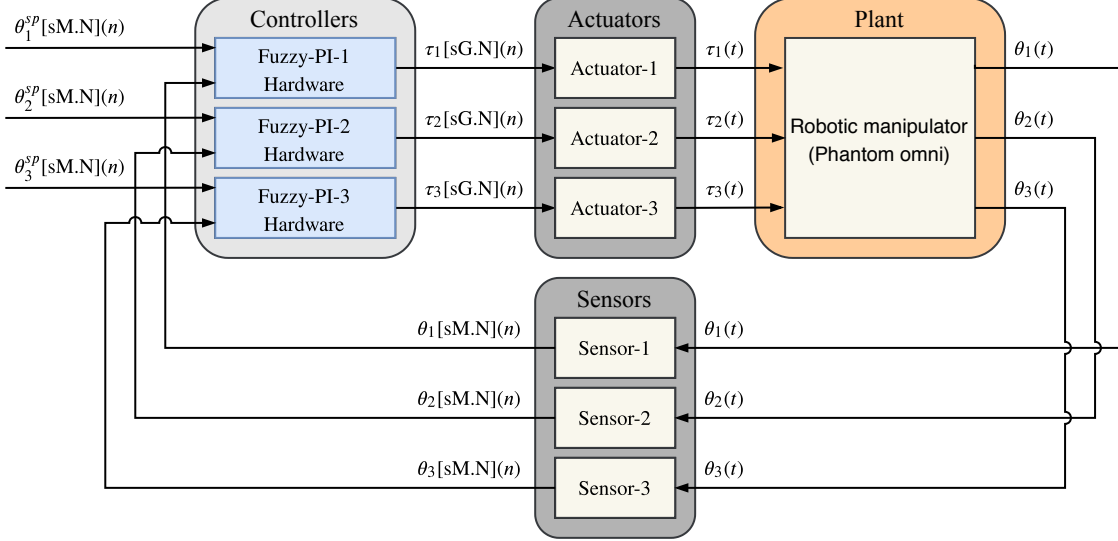 Controllers
Actuators
Plant
θ₁ˢᵖ[sM.N](n)
Fuzzy-PI-1
Hardware
τ₁[sG.N](n)
Actuator-1
τ₁(t)
θ₁(t)
θ₂ˢᵖ[sM.N](n)
Fuzzy-PI-2
Hardware
τ₂[sG.N](n)
Actuator-2
τ₂(t)
Robotic manipulator
(Phantom omni)
θ₂(t)
θ₃ˢᵖ[sM.N](n)
Fuzzy-PI-3
Hardware
τ₃[sG.N](n)
Actuator-3
τ₃(t)
θ₃(t)
Sensors
θ₁[sM.N](n)
Sensor-1
θ₁(t)
θ₂[sM.N](n)
Sensor-2
θ₂(t)
θ₃[sM.N](n)
Sensor-3
θ₃(t)